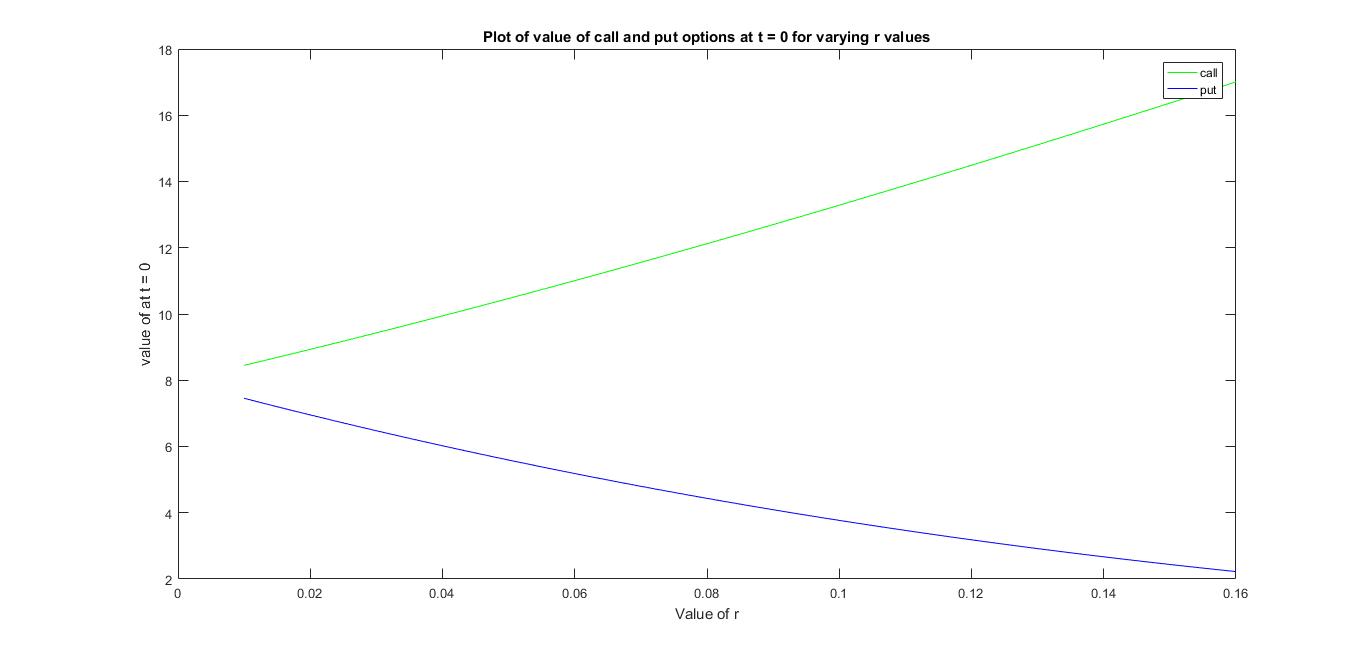 Plot of value of call and put options at t = 0 for varying r values
18
16
14
12
10
8
6
4
2
value of at t = 0
call
put
0 0.02 0.04 0.06 0.08 0.1 0.12 0.14 0.16
Value of r